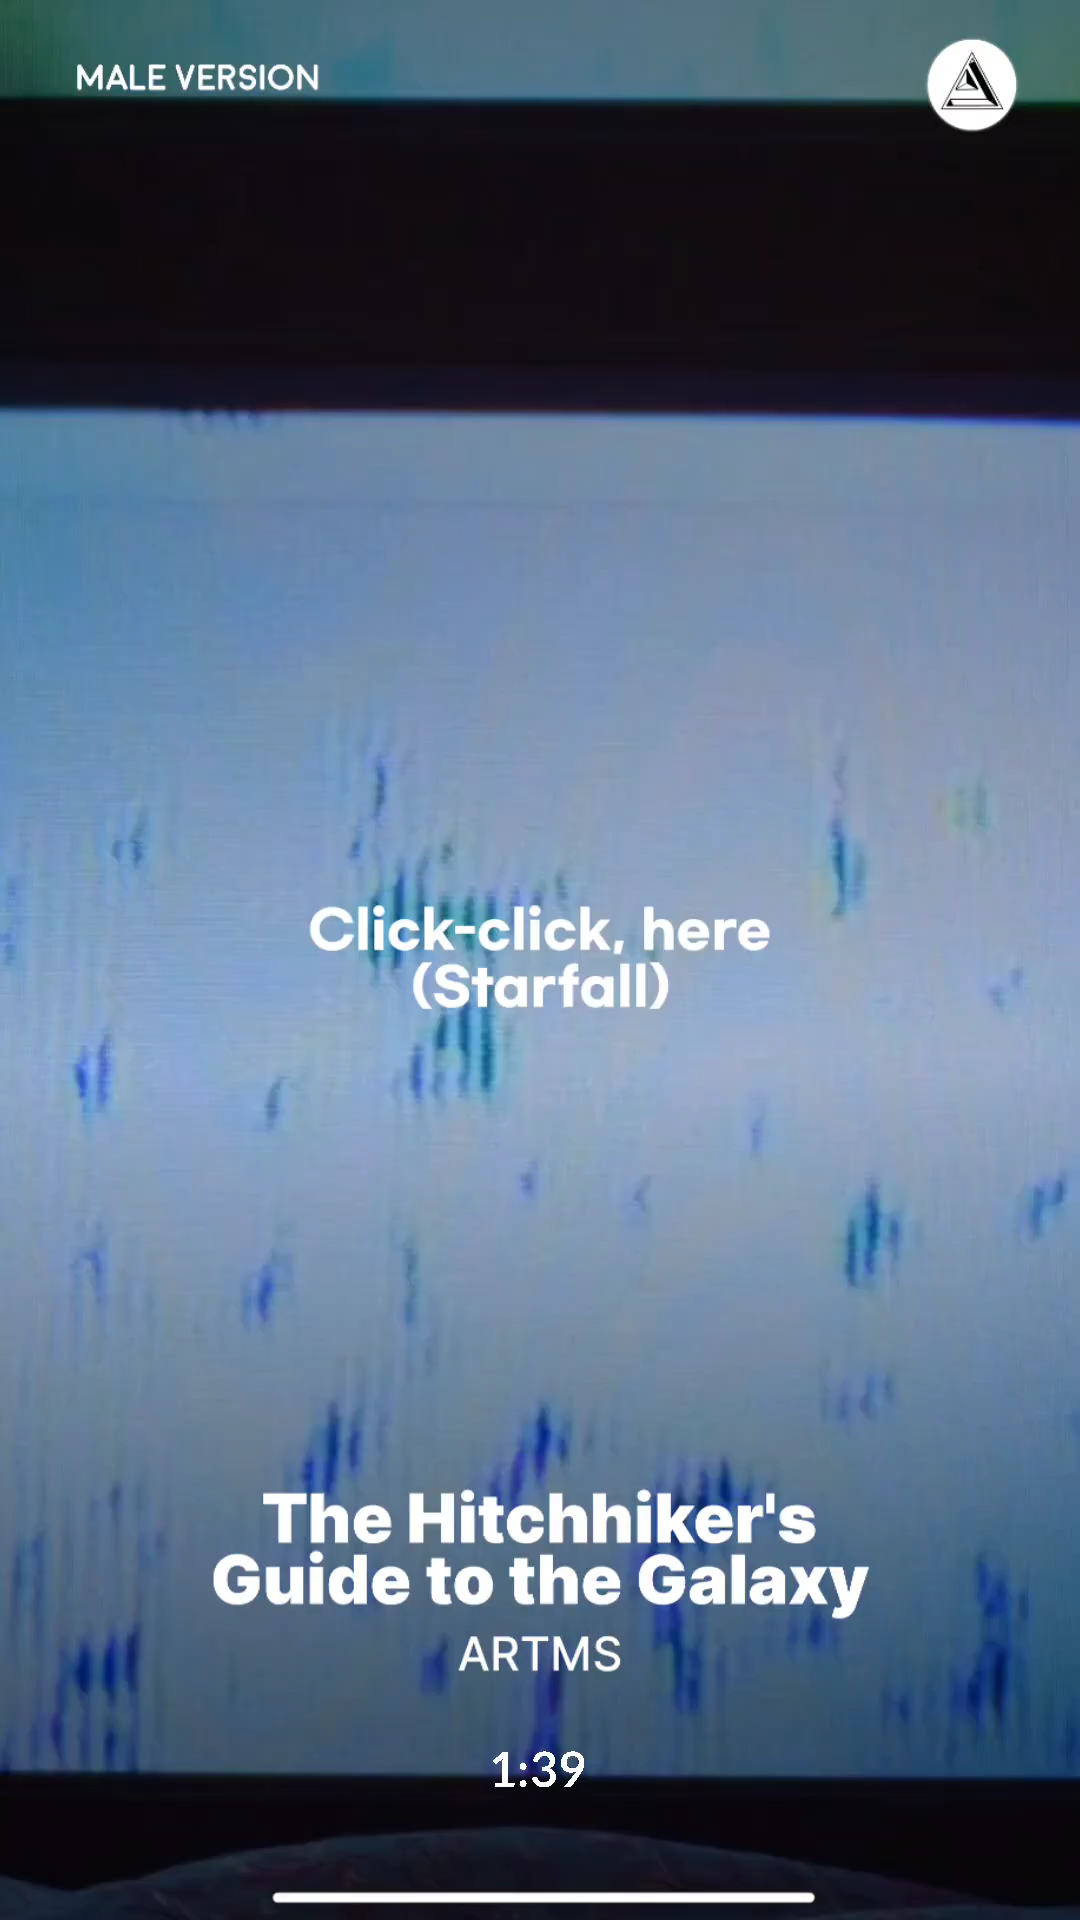 MALE VERSION
Click-click, here
(Starfall)
The Hitchhiker's
Guide to the Galaxy
ARTMS
1:39